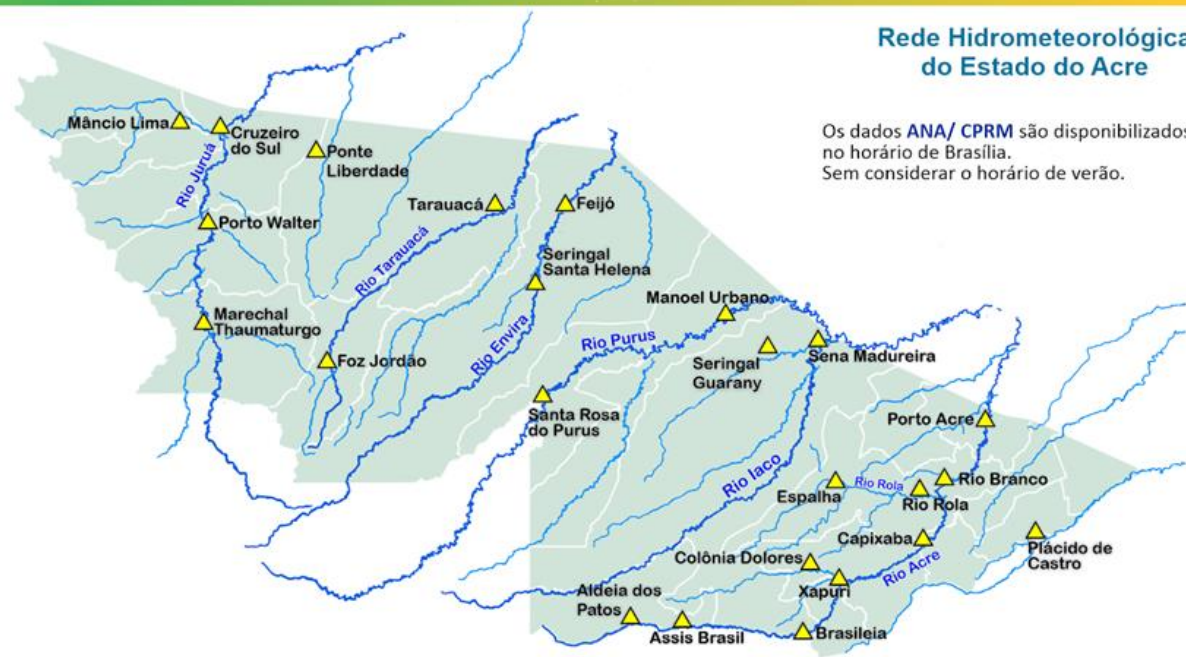 Rede Hidrometeorológica
do Estado do Acre
Os dados ANA/ CPRM são disponibilizados
no horário de Brasília.
Sem considerar o horário de verão.
Mâncio Lima
Cruzeiro
do Sul
Ponte
Liberdade
Rio Juruá
Porto Walter
Tarauacá
Feijó
Rio Tarauacá
Seringal
Santa Helena
Marechal
Thaumaturgo
Foz Jordão
Rio Envira
Manoel Urbano
Rio Purus
Seringal
Guarany
Sena Madureira
Santa Rosa
do Purus
Porto Acre
Rio Iaco
Espalha
Rio Rola
Rio Rola
Rio Branco
Capixaba
Plácido de
Castro
Colônia Dolores
Xapuri
Rio Acre
Aldeia dos
Patos
Assis Brasil
Brasileia